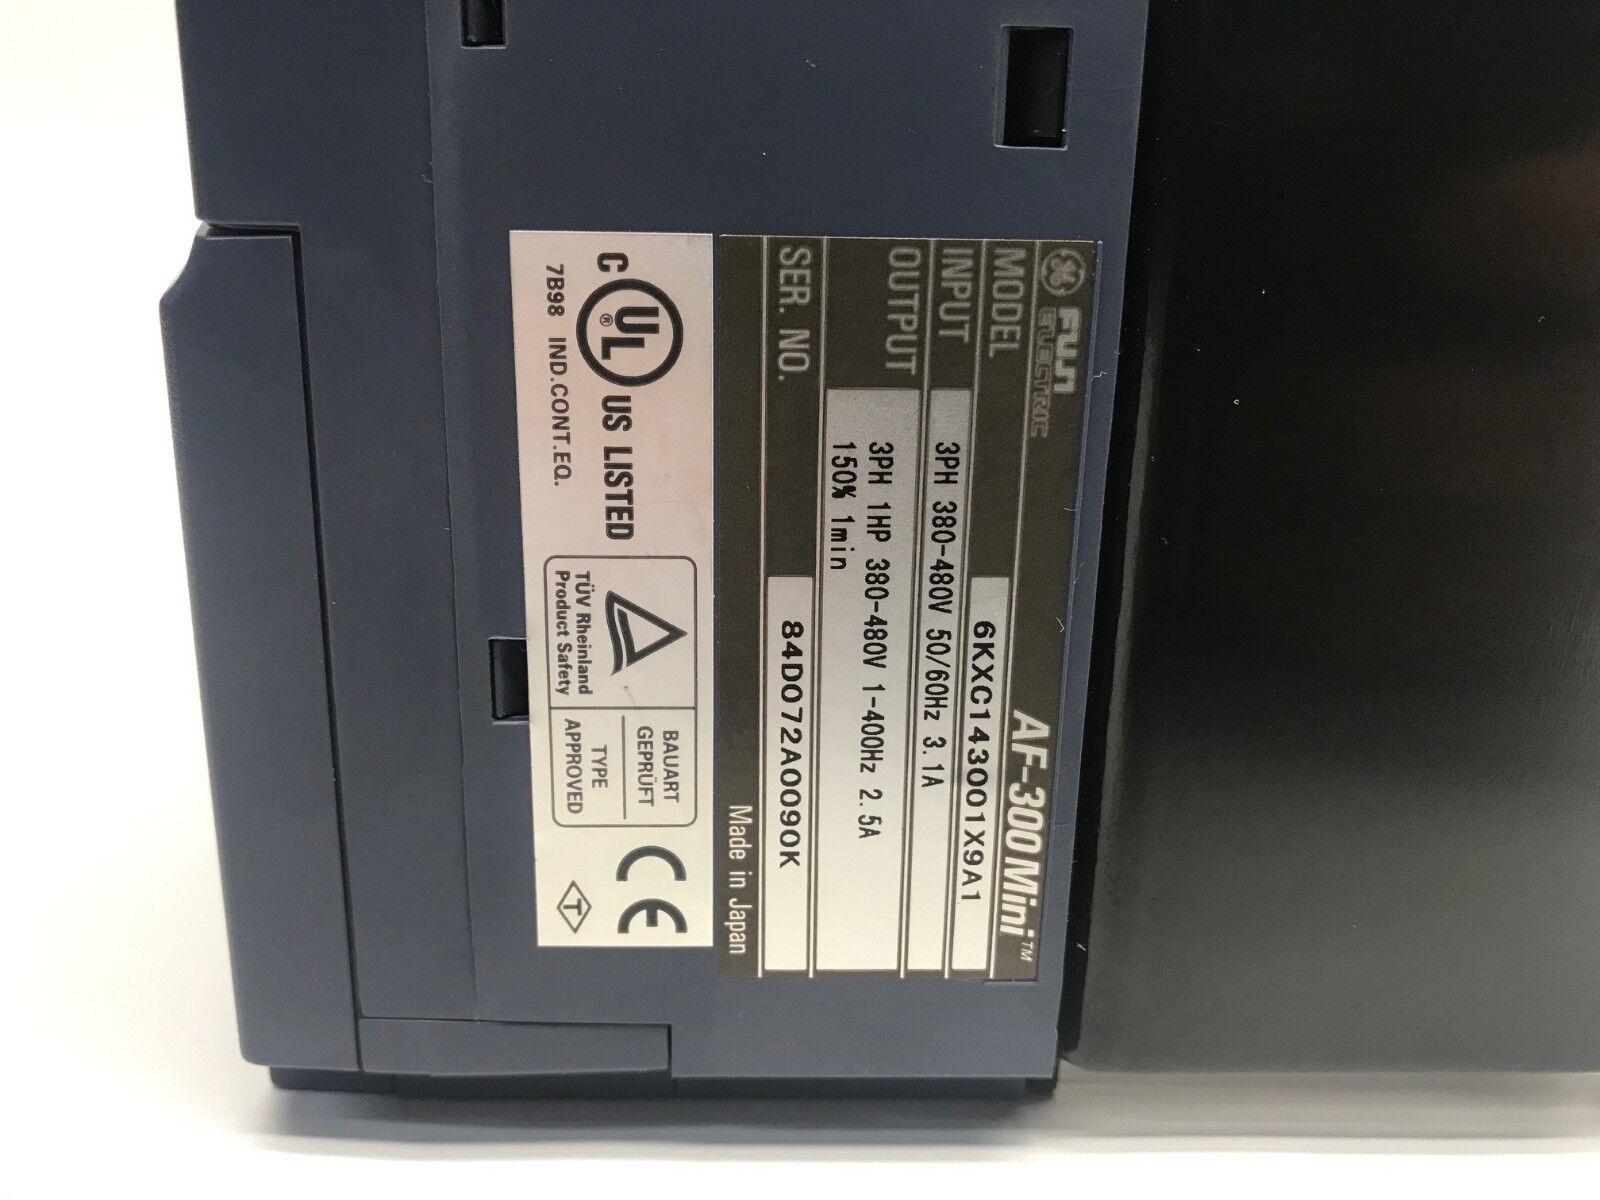 FUJI
ELECTRIC
AF-300Mini™
MODEL 6KXC143001X9A1
INPUT 3PH 380-480V 50/60Hz 3.1A
OUTPUT 3PH 1HP 380-480V 1-400Hz 2.5A
150% 1min
SER. NO. 84D072A0090K
Made in Japan
C UL® US LISTED
7B98 IND.CONT.EQ.
TÜV Rheinland
Product Safety
BAUART
GEPRÜFT
TYPE
APPROVED
CE
T